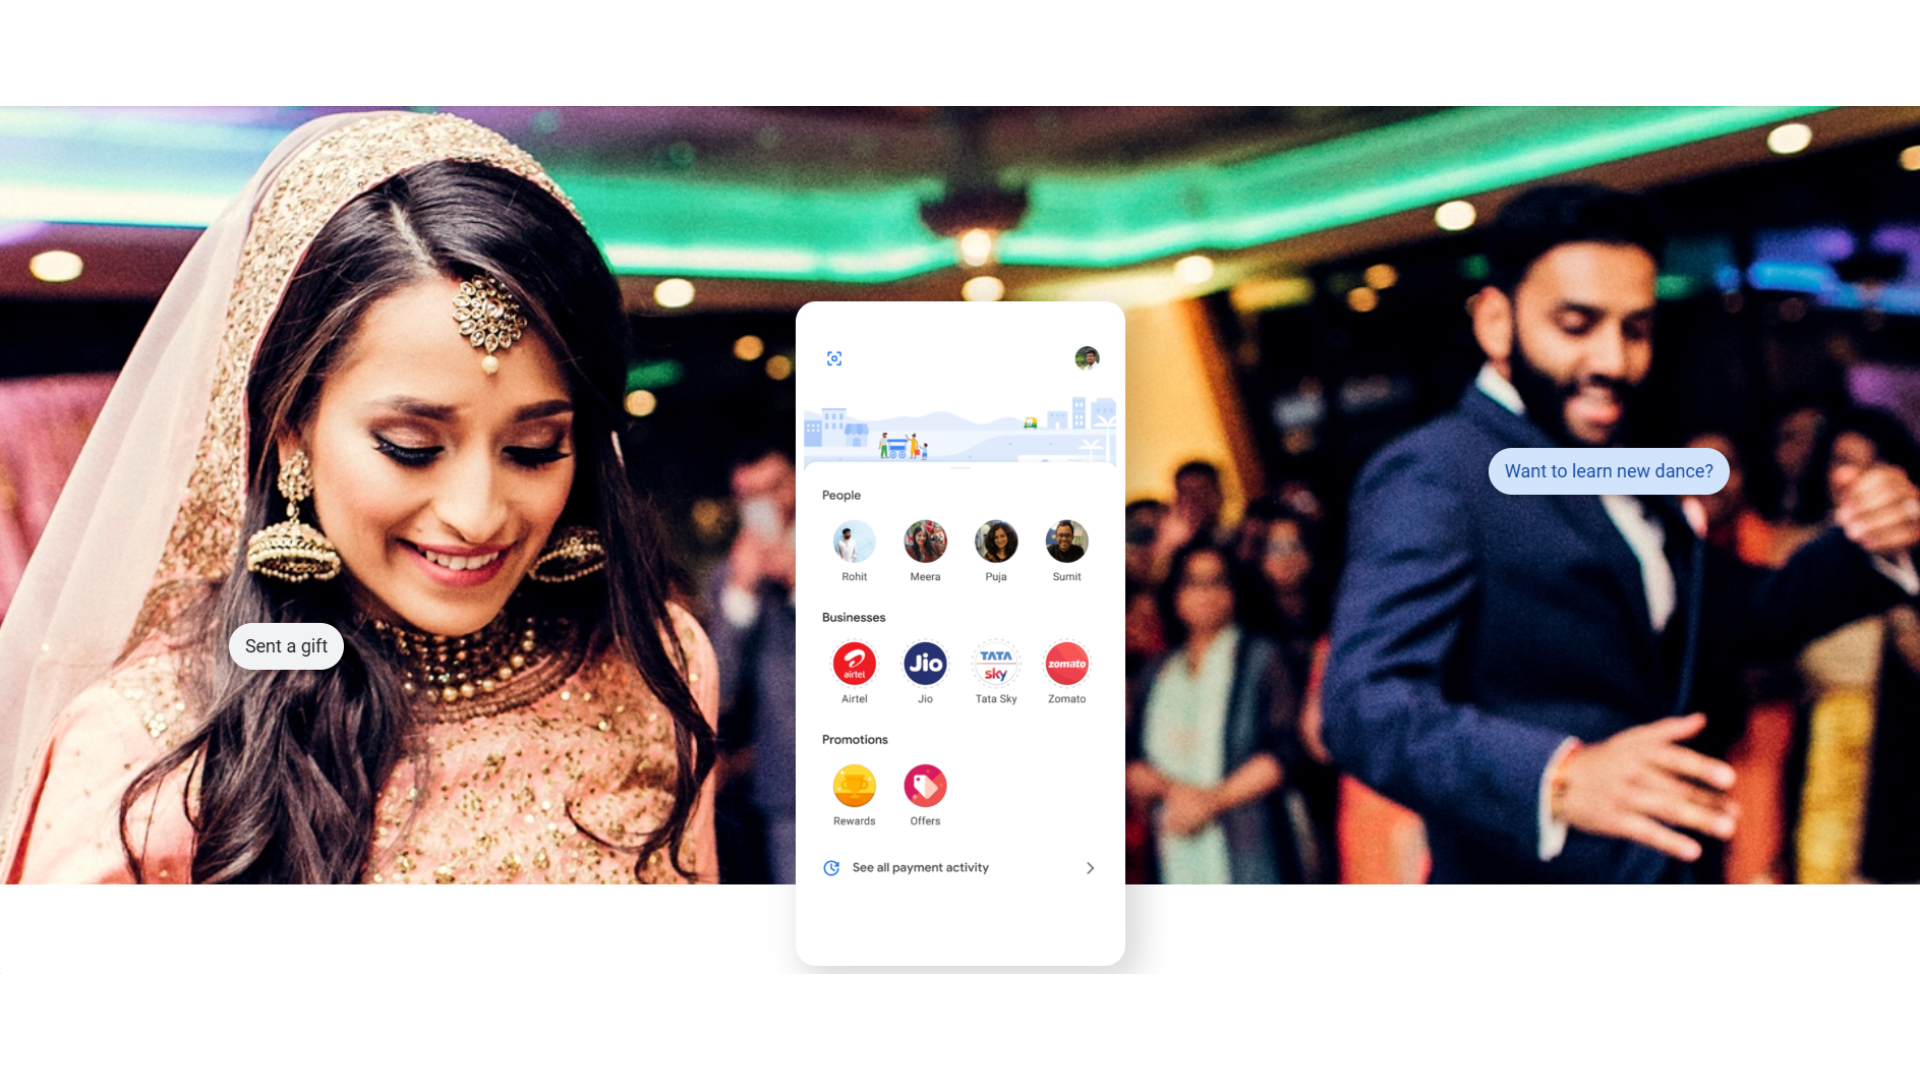 Want to learn new dance?
Sent a gift
People
Rohit Meera Puja Sumit
Businesses
airtel Jio TATA sky zomato
Airtel Jio Tata Sky Zomato
Promotions
Rewards Offers
See all payment activity